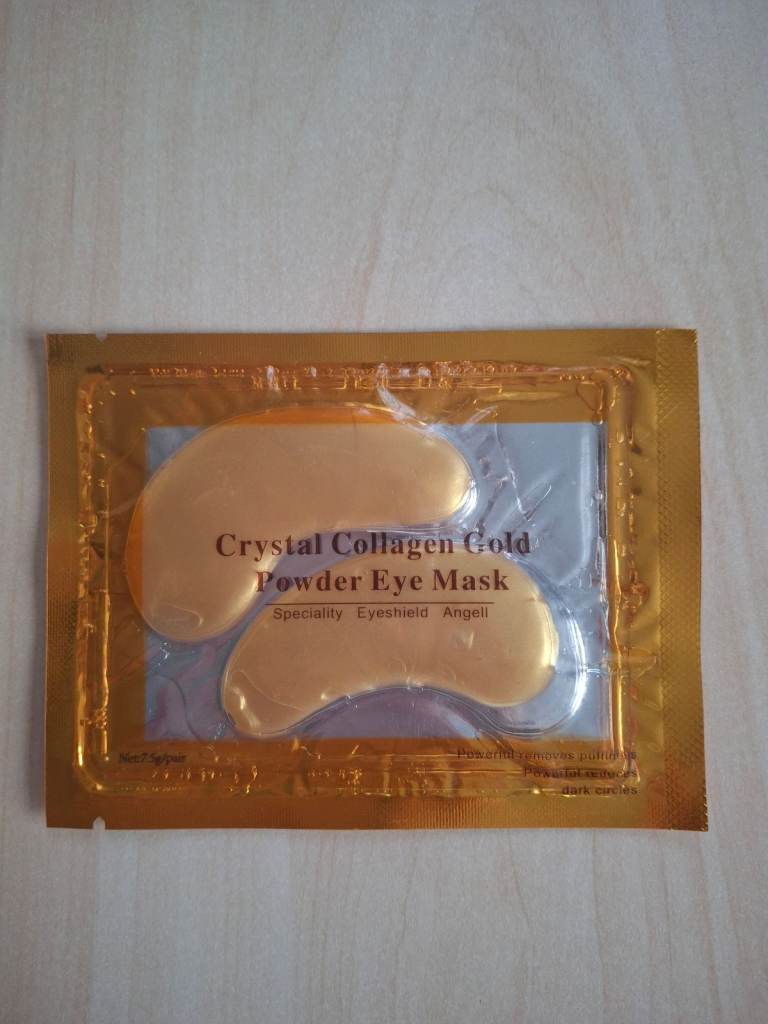 Crystal Collagen Gold
Powder Eye Mask
Speciality Eyeshield Angell
Net:7.5g/pair
Powerful removes puffiness
Powerful reduces
dark circles